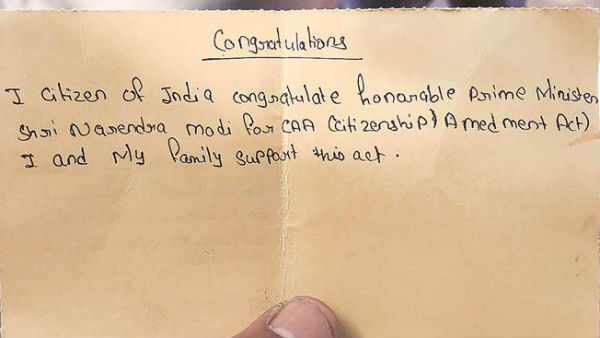 Congratulations
I citizen of India congratulate honorable Prime Minister
Shri Narendra modi for CAA (citizenship Amedment Act)
I and My family support this act.